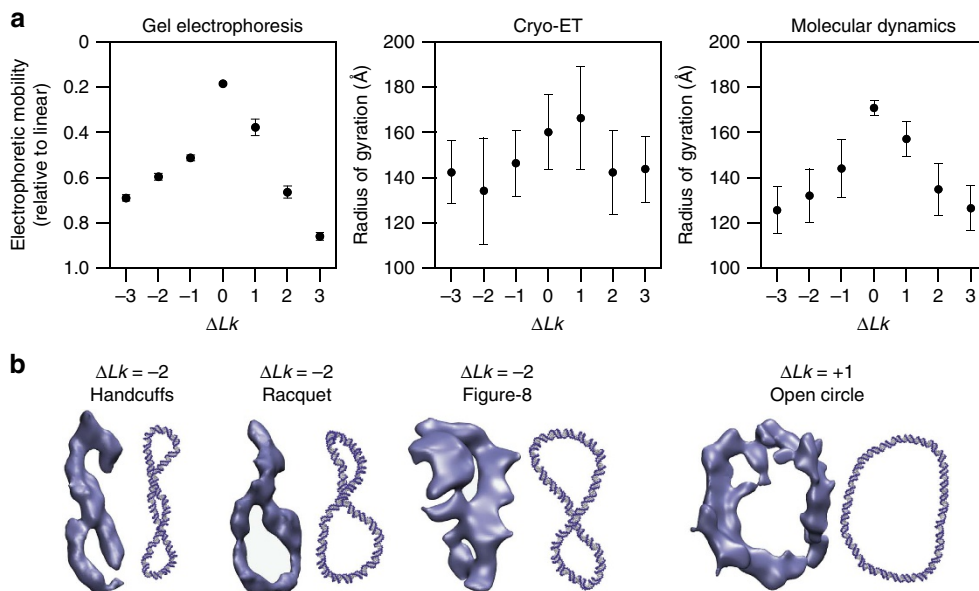 a
Gel electrophoresis
Cryo-ET
Molecular dynamics
Electrophoretic mobility
(relative to linear)
0
0.2
0.4
0.6
0.8
1.0
–3 –2 –1 0 1 2 3
ΔLk
Radius of gyration (Å)
200
180
160
140
120
100
–3 –2 –1 0 1 2 3
ΔLk
Radius of gyration (Å)
200
180
160
140
120
100
–3 –2 –1 0 1 2 3
ΔLk
b
ΔLk = –2
Handcuffs
ΔLk = –2
Racquet
ΔLk = –2
Figure-8
ΔLk = +1
Open circle